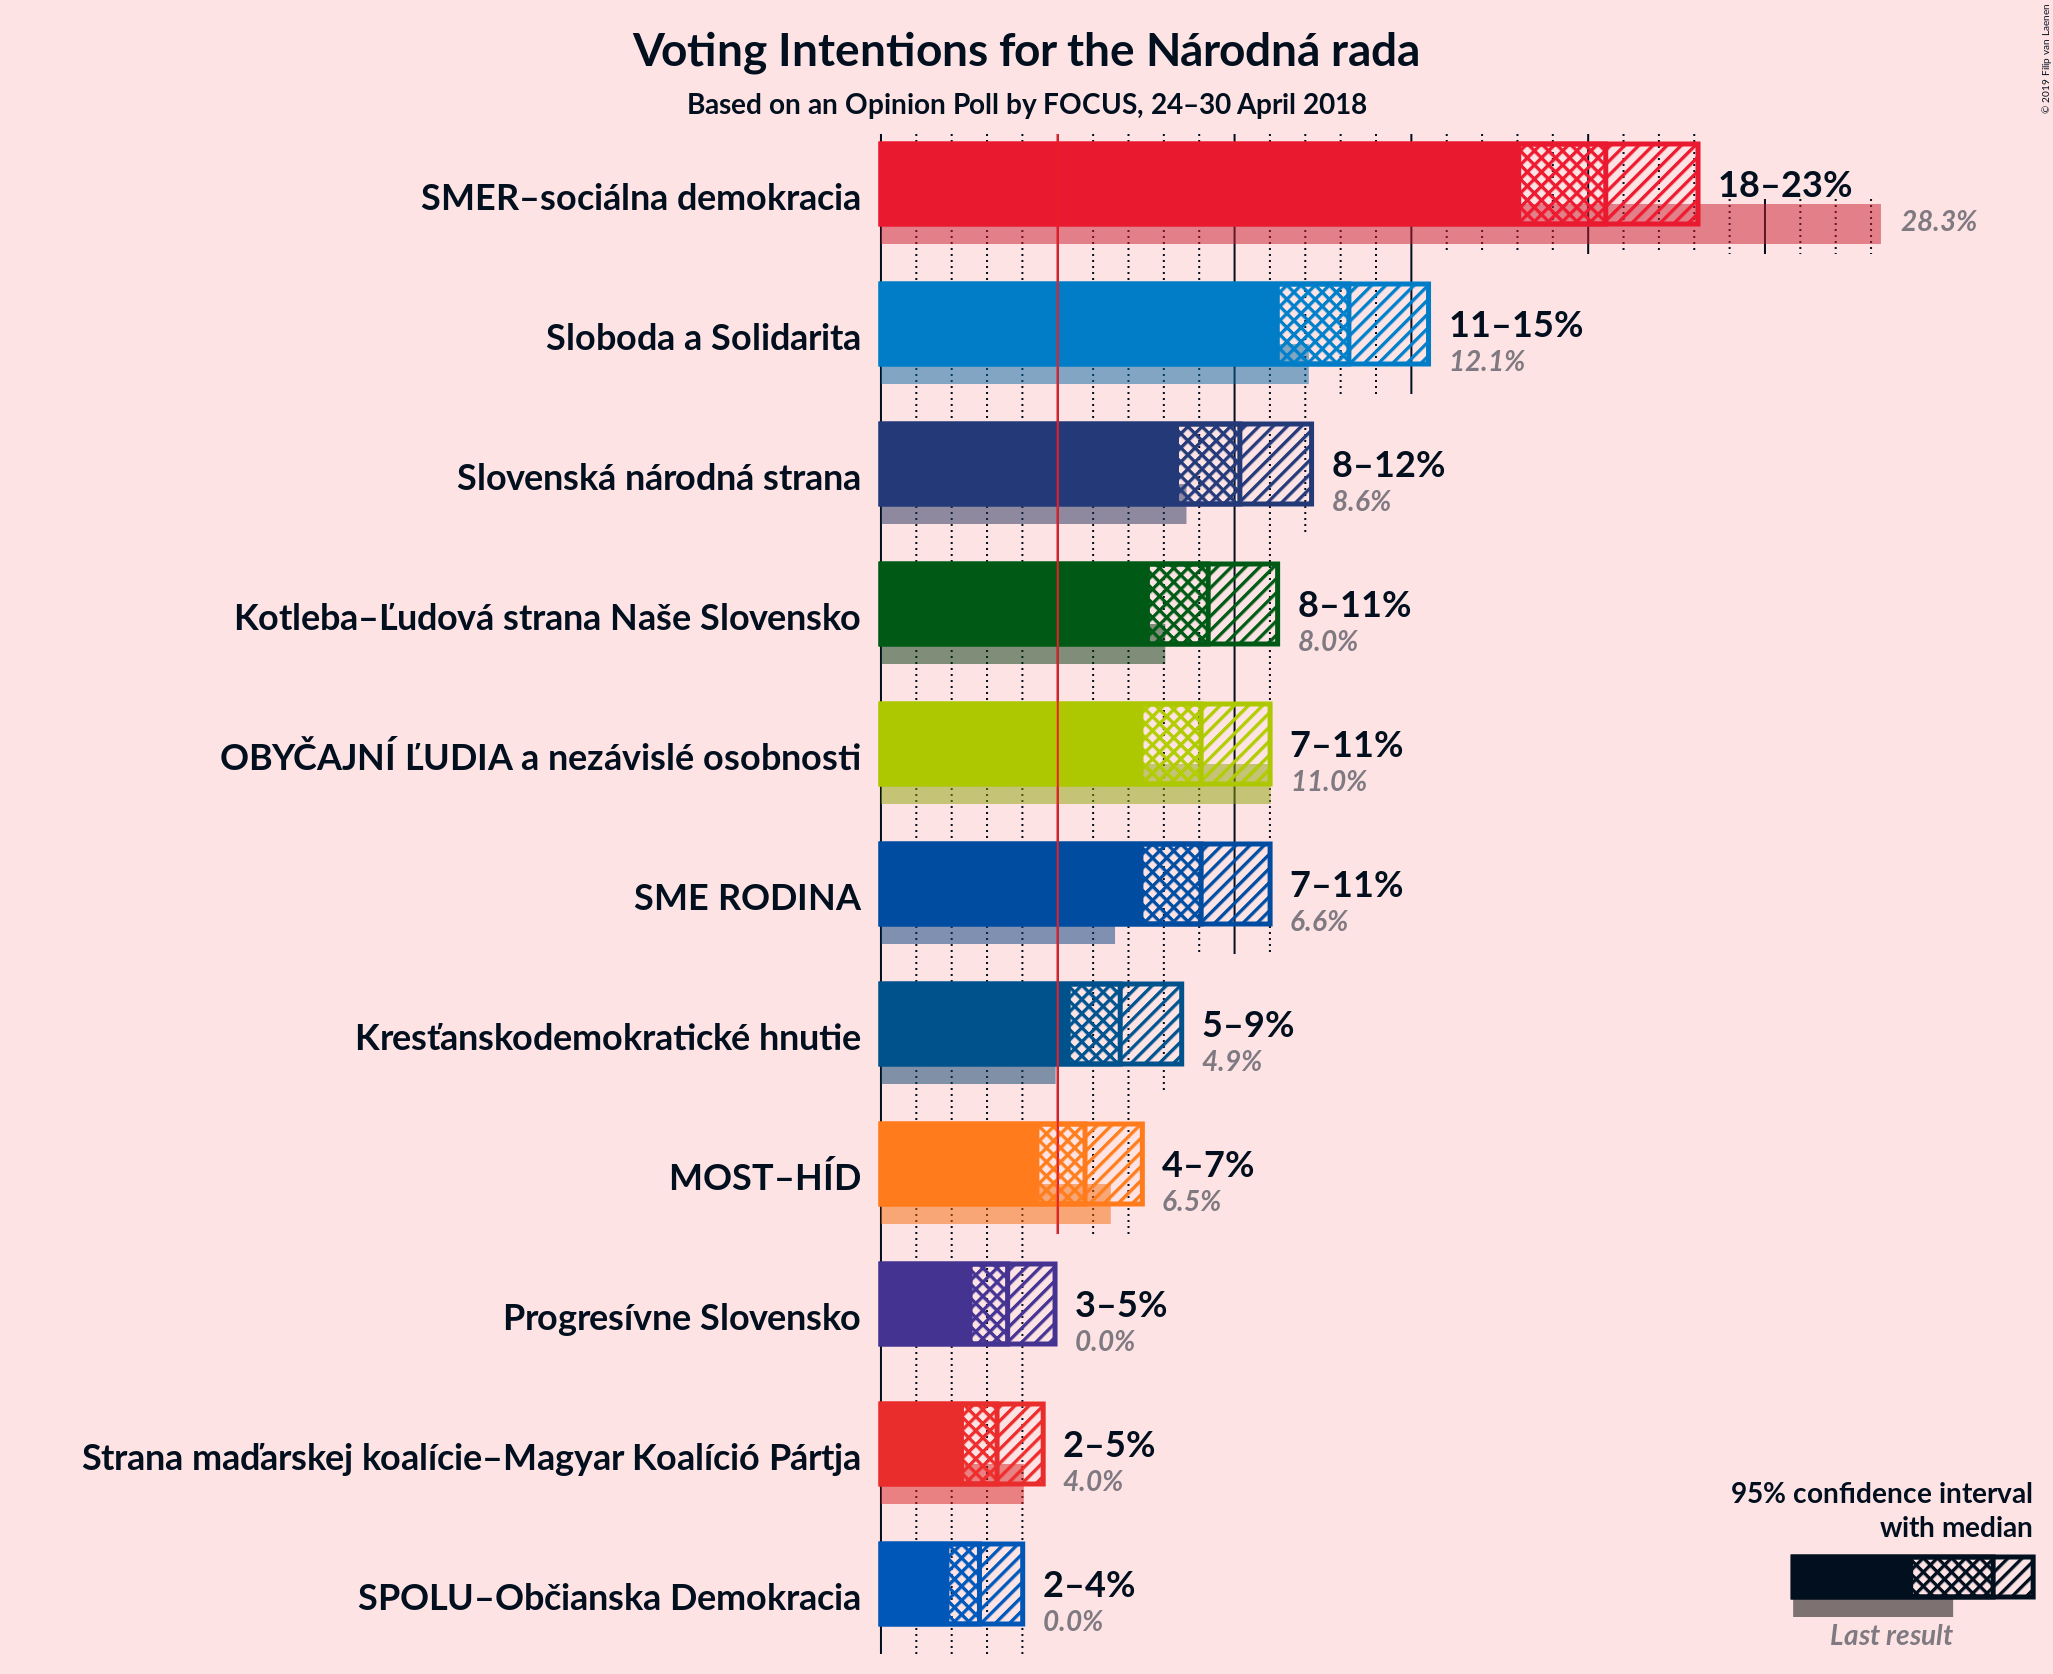 Voting Intentions for the Národná rada
Based on an Opinion Poll by FOCUS, 24–30 April 2018
© 2019 Filip van Laenen
SMER–sociálna demokracia
18–23%
28.3%
Sloboda a Solidarita
11–15%
12.1%
Slovenská národná strana
8–12%
8.6%
Kotleba–Ľudová strana Naše Slovensko
8–11%
8.0%
OBYČAJNÍ ĽUDIA a nezávislé osobnosti
7–11%
11.0%
SME RODINA
7–11%
6.6%
Kresťanskodemokratické hnutie
5–9%
4.9%
MOST–HÍD
4–7%
6.5%
Progresívne Slovensko
3–5%
0.0%
Strana maďarskej koalície–Magyar Koalíció Pártja
2–5%
4.0%
SPOLU–Občianska Demokracia
2–4%
0.0%
95% confidence interval
with median
Last result